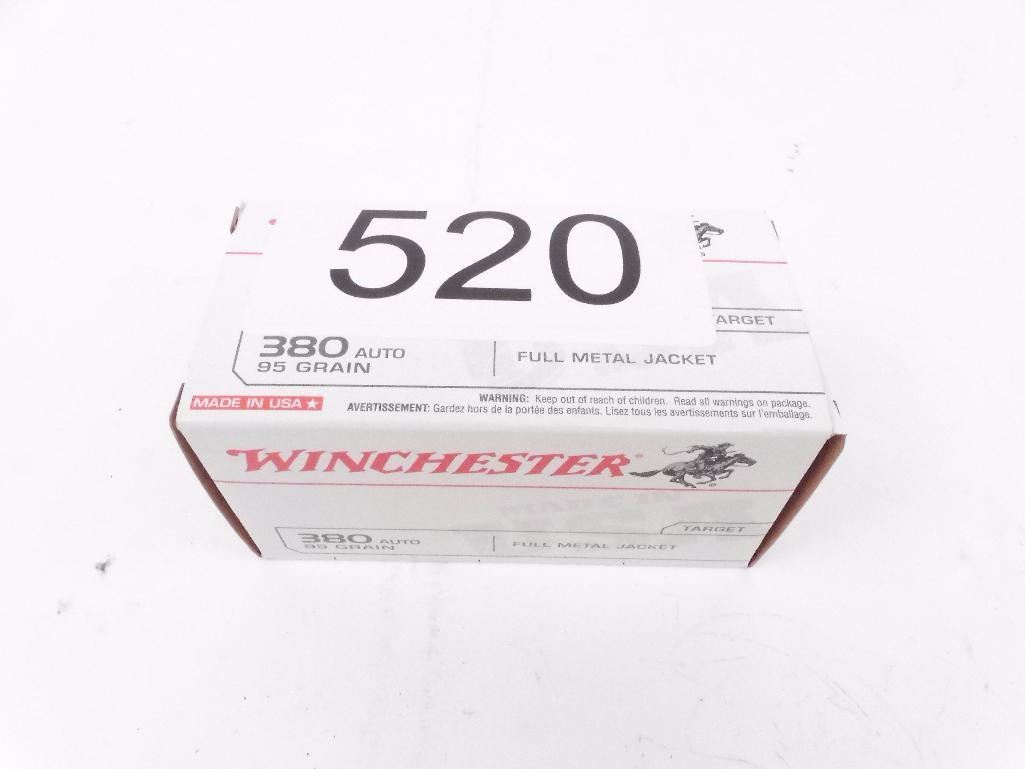 520
TARGET
380 AUTO
95 GRAIN
FULL METAL JACKET
MADE IN USA
WARNING: Keep out of reach of children. Read all warnings on package.
AVERTISSEMENT: Gardez hors de la portée des enfants. Lisez tous les avertissements sur l'emballage.
WINCHESTER®
TARGET
380 AUTO
95 GRAIN
FULL METAL JACKET